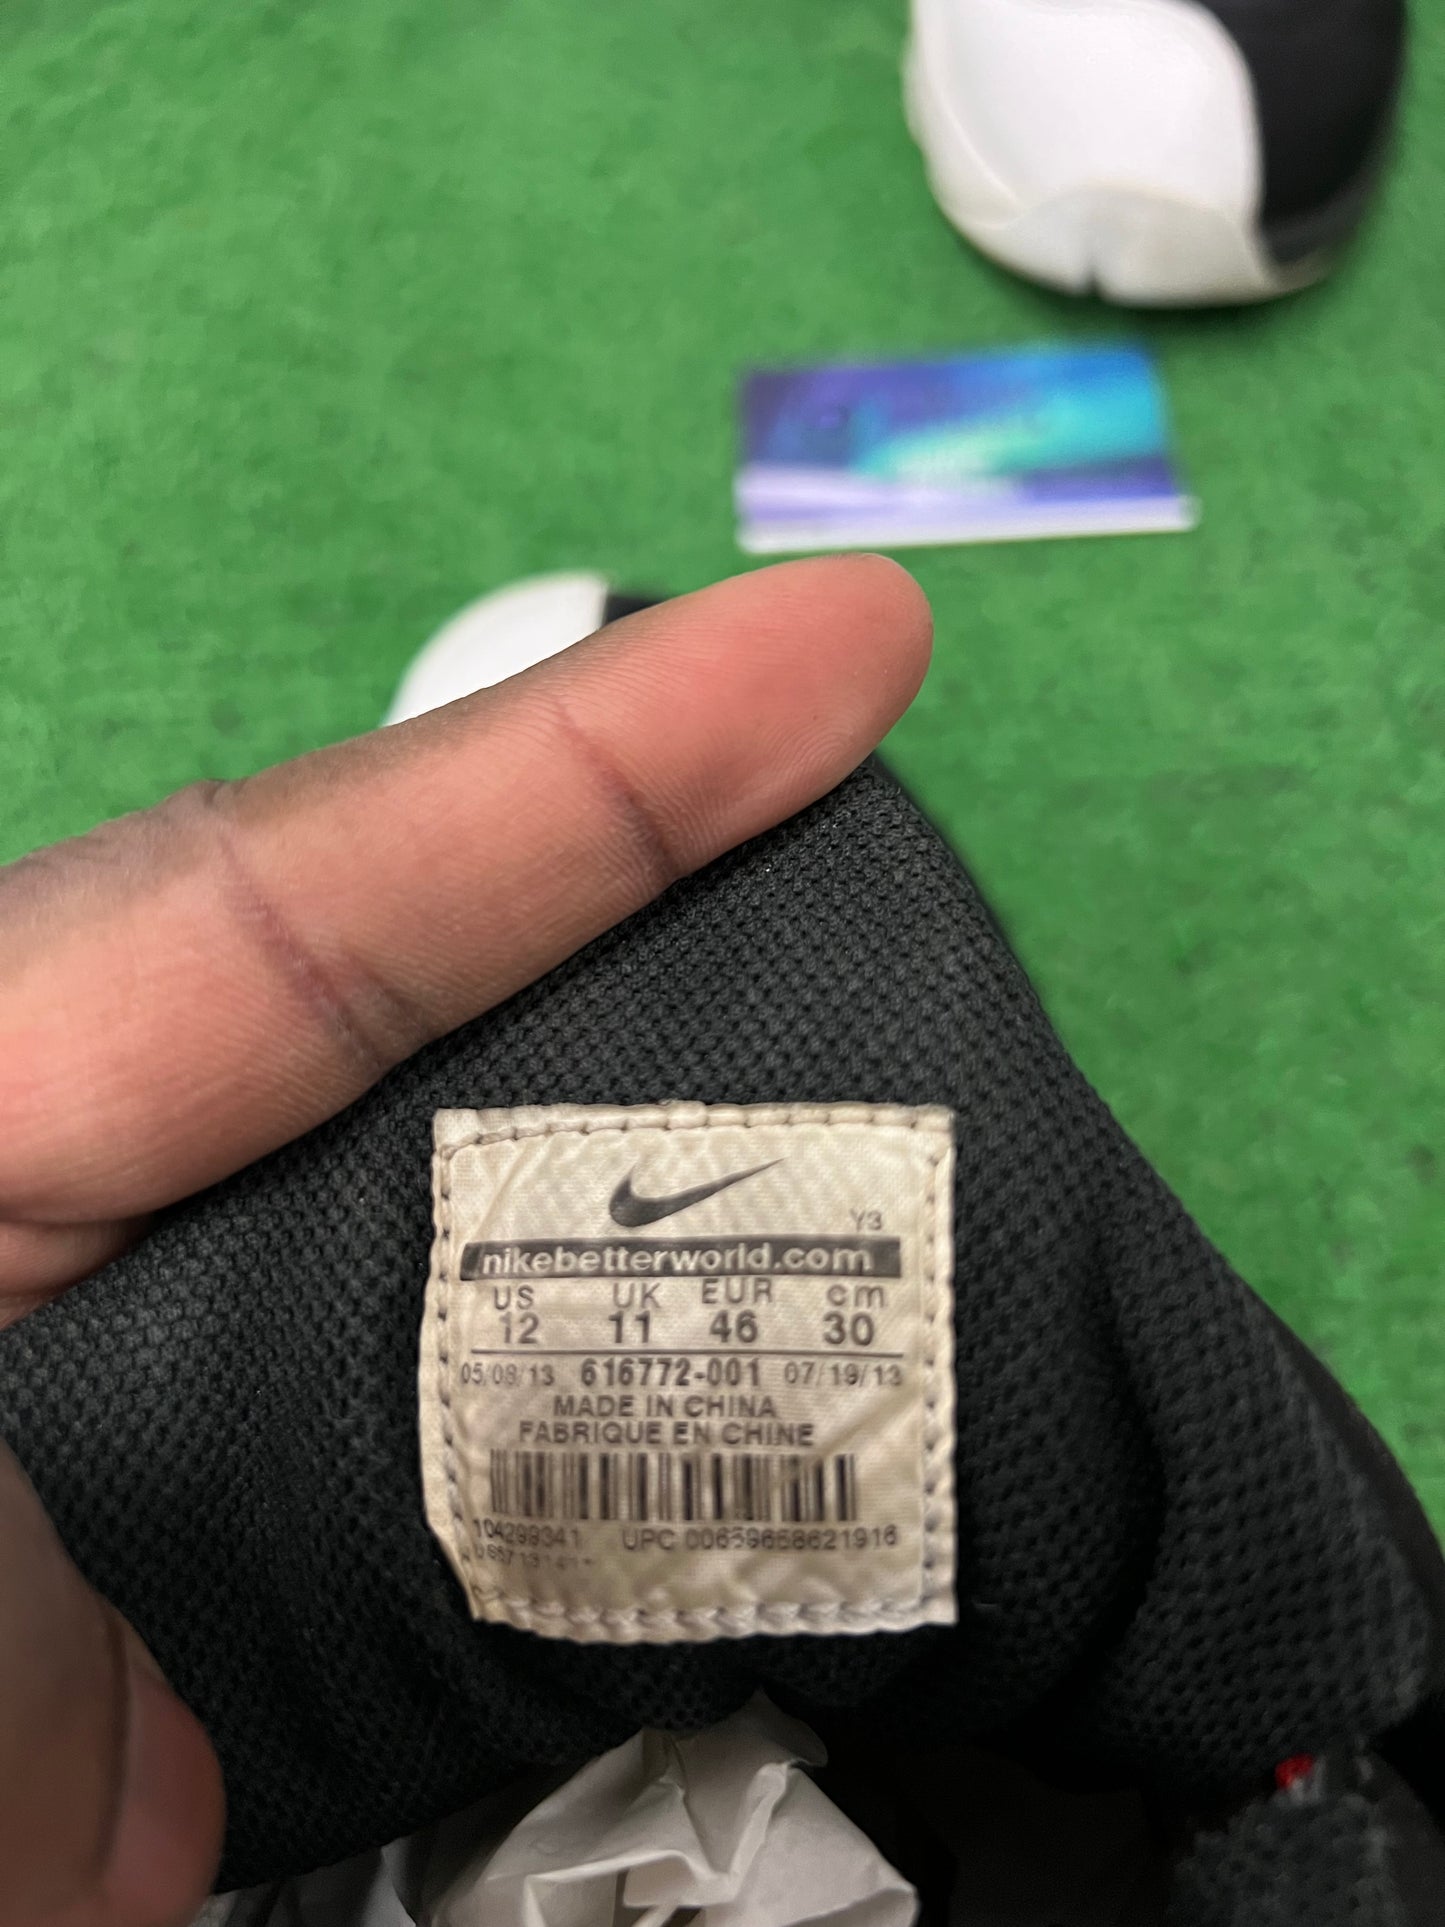 Y3
nikebetterworld.com
US UK EUR cm
12 11 46 30
05/08/13 616772-001 07/19/13
MADE IN CHINA
FABRIQUE EN CHINE
104299341 UPC 00659658621916